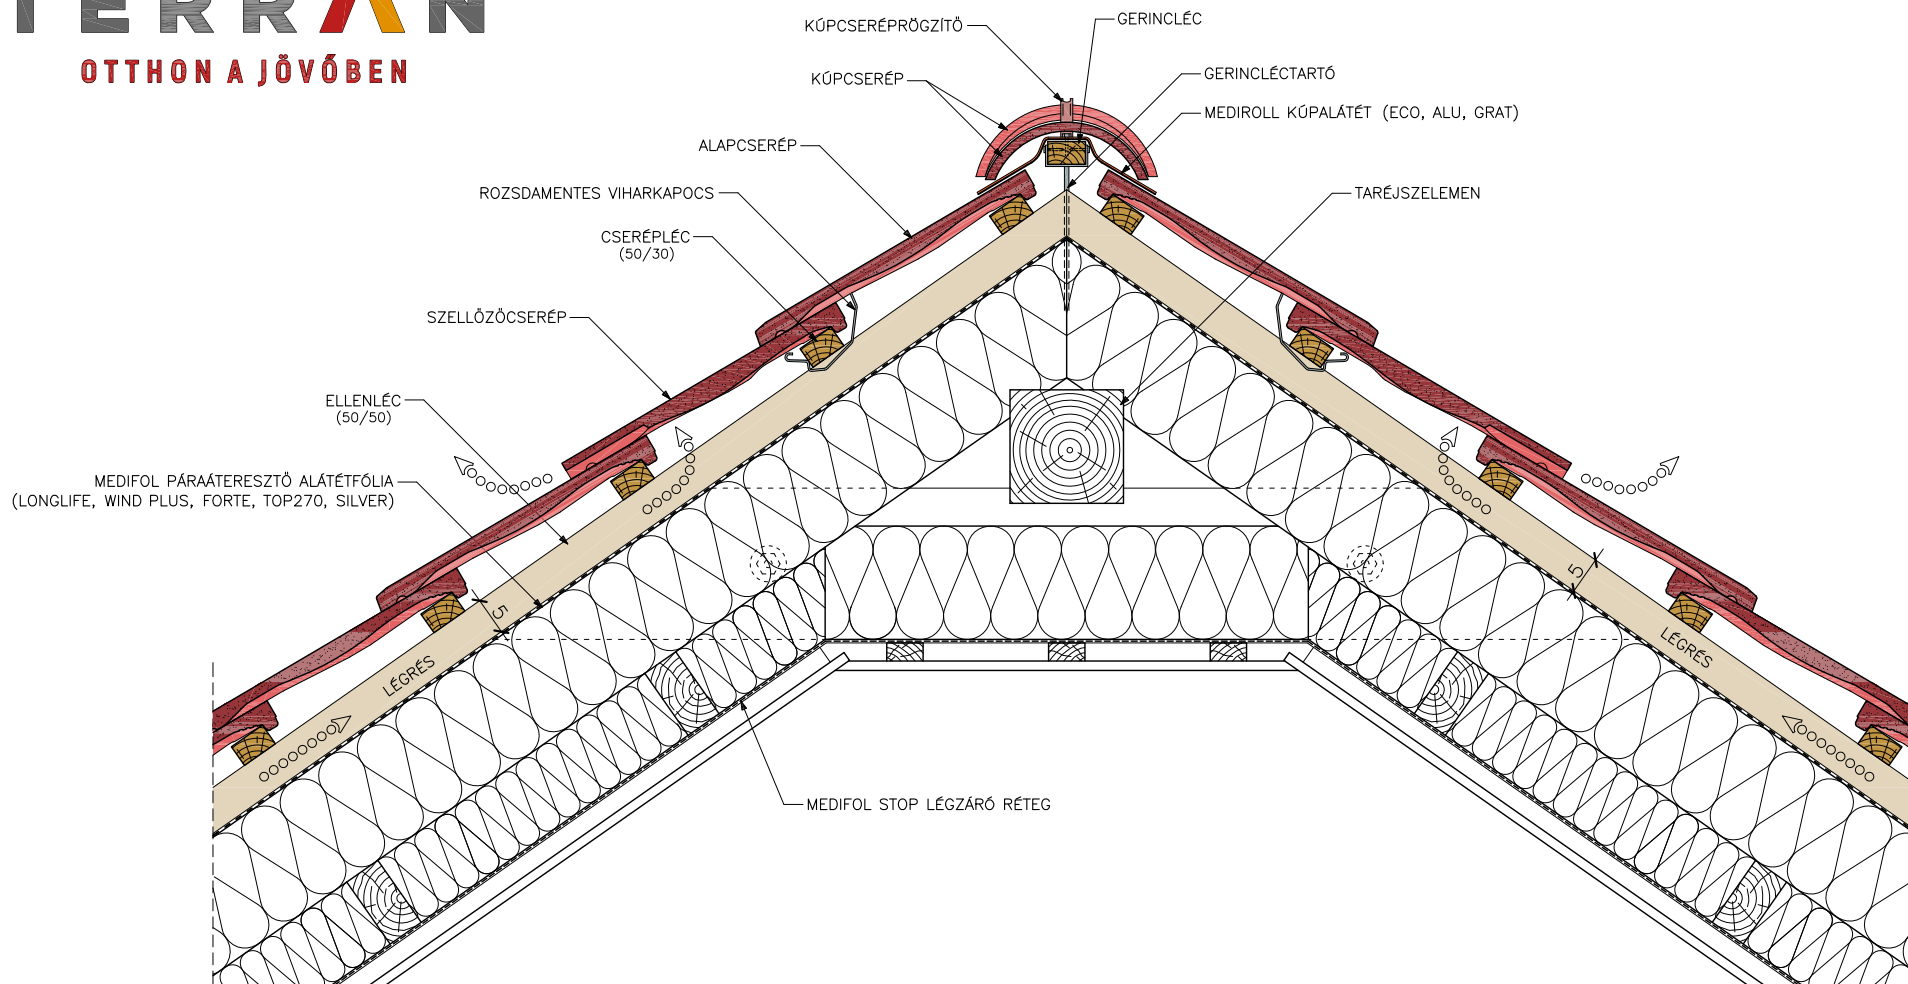 TERRAN
OTTHON A JÖVŐBEN
KÚPCSERÉPRÖGZÍTŐ
GERINCLÉC
KÚPCSERÉP
GERINCLÉCTARTÓ
MEDIROLL KÚPALÁTÉT (ECO, ALU, GRAT)
ALAPCSERÉP
ROZSDAMENTES VIHARKAPOCS
TARÉJSZELEMEN
CSERÉPLÉC
(50/30)
SZELLŐZŐCSERÉP
ELLENLÉC
(50/50)
MEDIFOL PÁRAÁTERESZTŐ ALÁTÉTFÓLIA
(LONGLIFE, WIND PLUS, FORTE, TOP270, SILVER)
5
5
LÉGRÉS
LÉGRÉS
MEDIFOL STOP LÉGZÁRÓ RÉTEG